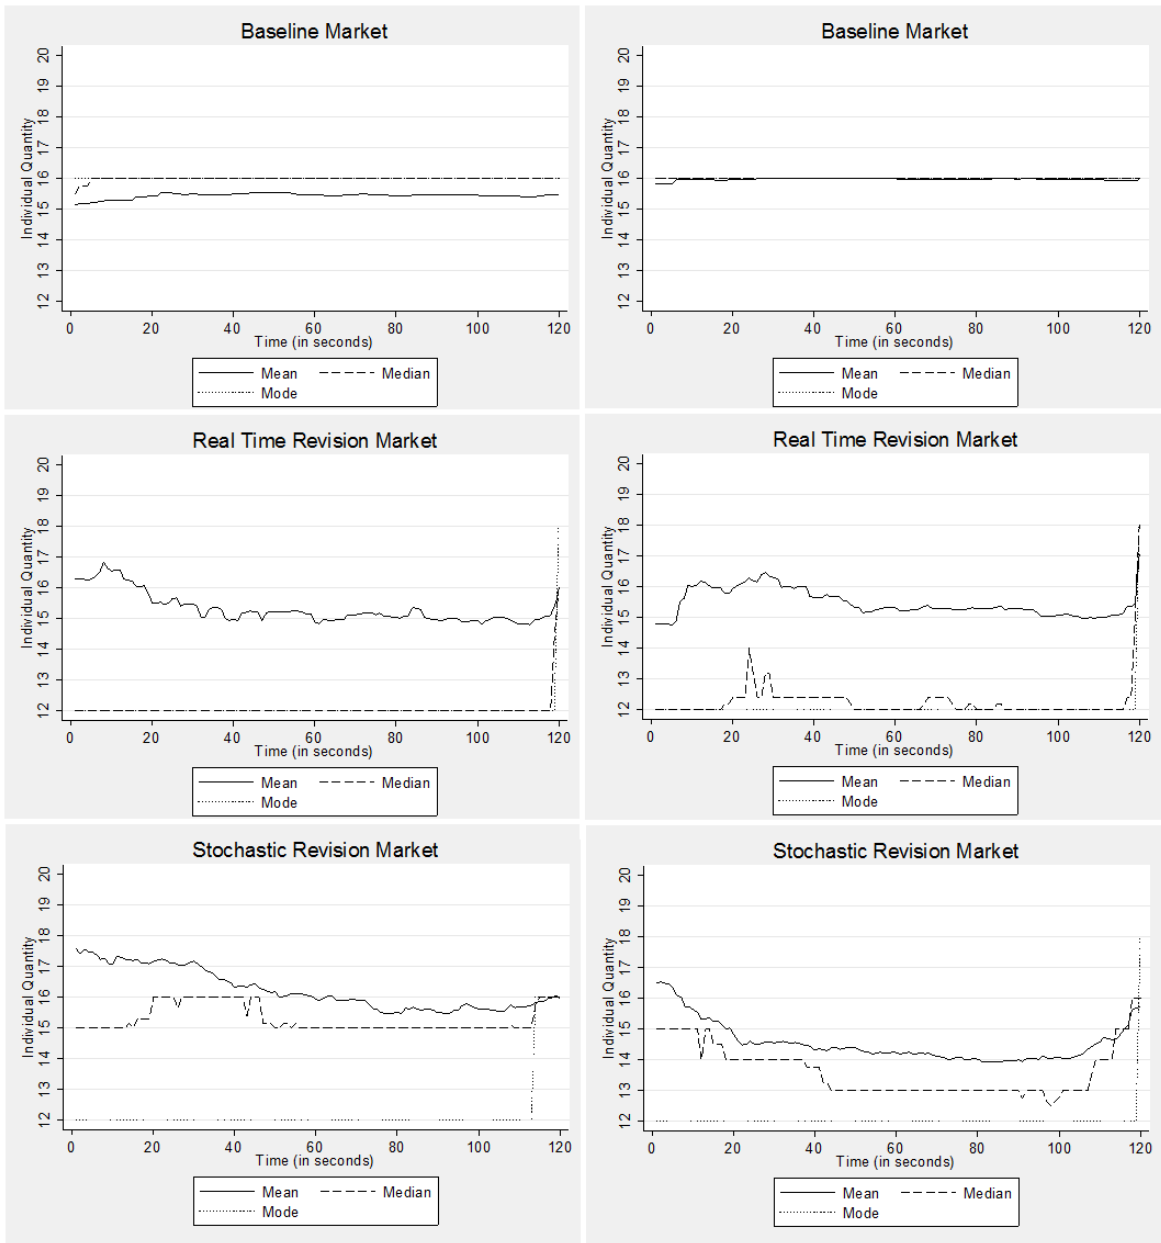 Baseline Market
Individual Quantity
20
19
18
17
16
15
14
13
12
0 20 40 60 80 100 120
Time (in seconds)
Mean Median
Mode
Baseline Market
Individual Quantity
20
19
18
17
16
15
14
13
12
0 20 40 60 80 100 120
Time (in seconds)
Mean Median
Mode
Real Time Revision Market
Individual Quantity
20
19
18
17
16
15
14
13
12
0 20 40 60 80 100 120
Time (in seconds)
Mean Median
Mode
Real Time Revision Market
Individual Quantity
20
19
18
17
16
15
14
13
12
0 20 40 60 80 100 120
Time (in seconds)
Mean Median
Mode
Stochastic Revision Market
Individual Quantity
20
19
18
17
16
15
14
13
12
0 20 40 60 80 100 120
Time (in seconds)
Mean Median
Mode
Stochastic Revision Market
Individual Quantity
20
19
18
17
16
15
14
13
12
0 20 40 60 80 100 120
Time (in seconds)
Mean Median
Mode